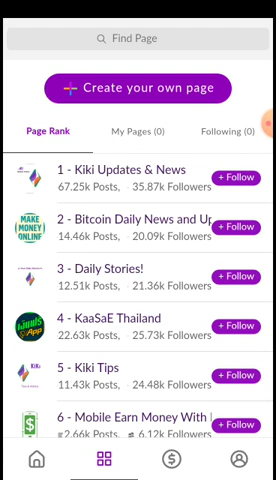 Find Page
Create your own page
Page Rank
My Pages (0)
Following (0)
1 - Kiki Updates & News
67.25k Posts, 35.87k Followers
+ Follow
MAKE
MONEY
ONLINE
2 - Bitcoin Daily News and Up
14.46k Posts, 20.09k Followers
+ Follow
3 - Daily Stories!
12.51k Posts, 21.36k Followers
+ Follow
App
4 - KaaSaE Thailand
22.63k Posts, 25.73k Followers
+ Follow
Kiki
5 - Kiki Tips
11.43k Posts, 24.48k Followers
+ Follow
$
6 - Mobile Earn Money With
2.66k Posts, 6.12k Followers
+ Follow
$